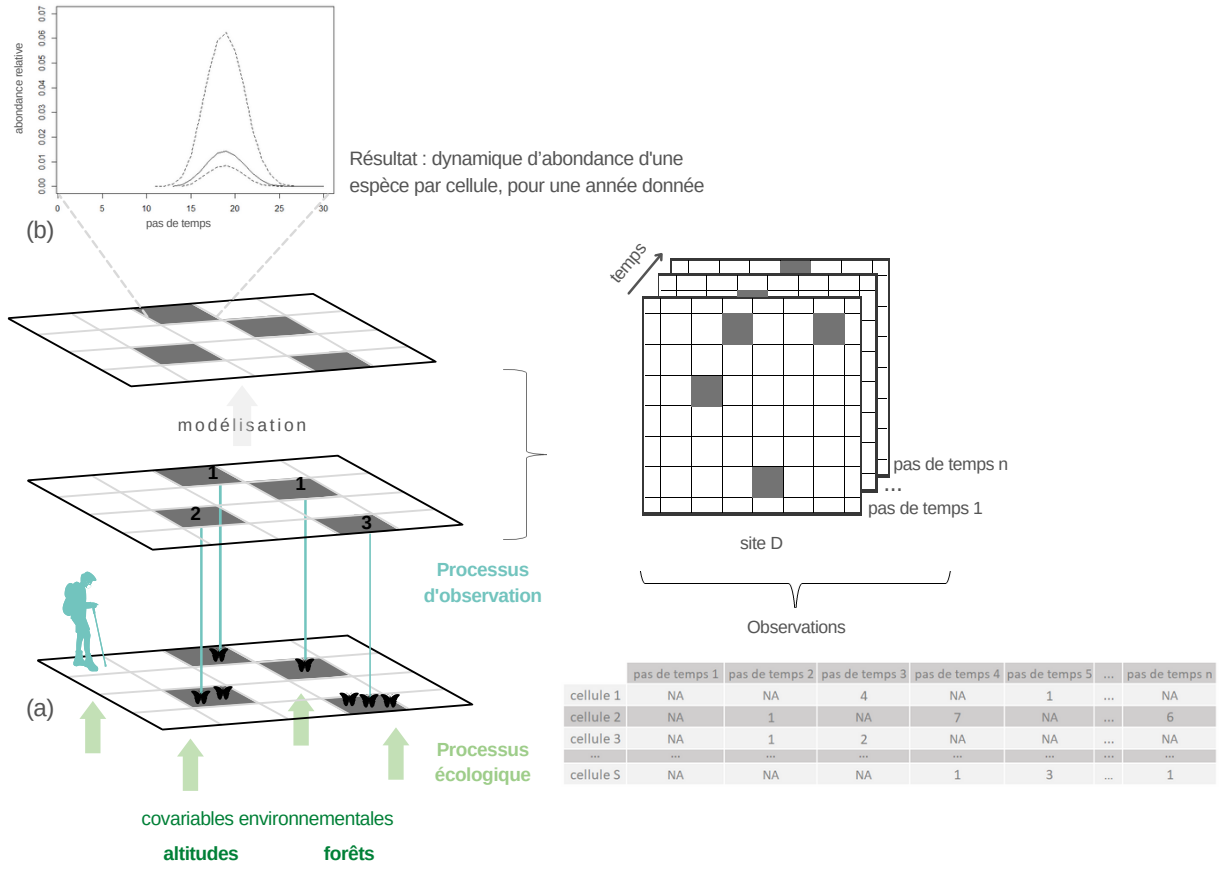 abondance relative
0.07
0.06
0.05
0.04
0.03
0.02
0.01
0.00
0 5 10 15 20 25 30
pas de temps
(b)
Résultat : dynamique d’abondance d'une
espèce par cellule, pour une année donnée
modélisation
1
1
2
3
Processus
d'observation
(a)
Processus
écologique
covariables environnementales
altitudes forêts
temps
pas de temps n
...
pas de temps 1
site D
Observations
pas de temps 1 pas de temps 2 pas de temps 3 pas de temps 4 pas de temps 5 ... pas de temps n
cellule 1 NA NA 4 NA 1 ... NA
cellule 2 NA 1 NA 7 NA ... 6
cellule 3 NA 1 2 NA NA ... NA
... ... ... ... ... ... ... ...
cellule S NA NA NA 1 3 ... 1